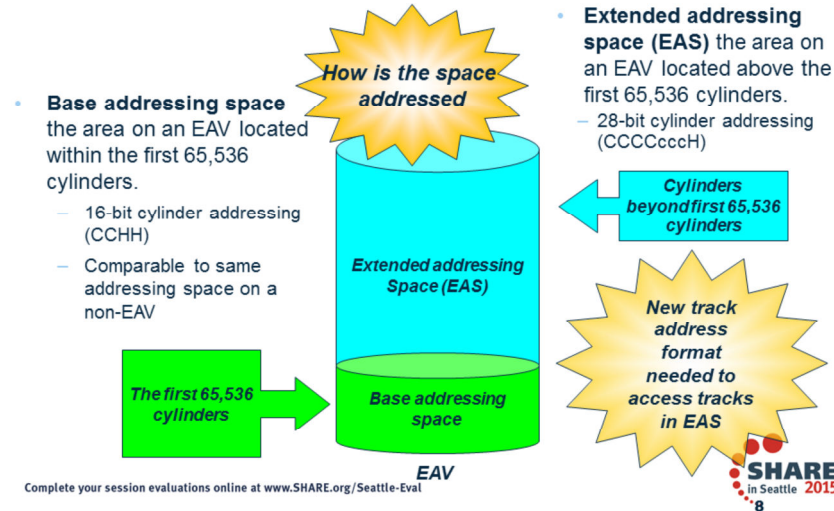 How is the space
addressed
Base addressing space
the area on an EAV located
within the first 65,536
cylinders.
16-bit cylinder addressing
(CCHH)
Comparable to same
addressing space on a
non-EAV
Extended addressing
space (EAS) the area on
an EAV located above the
first 65,536 cylinders.
28-bit cylinder addressing
(CCCCcccH)
Cylinders
beyond first 65,536
cylinders
Extended addressing
Space (EAS)
New track
address
format
needed to
access tracks
in EAS
The first 65,536
cylinders
Base addressing
space
EAV
Complete your session evaluations online at www.SHARE.org/Seattle-Eval
SHARE
in Seattle 2015
8